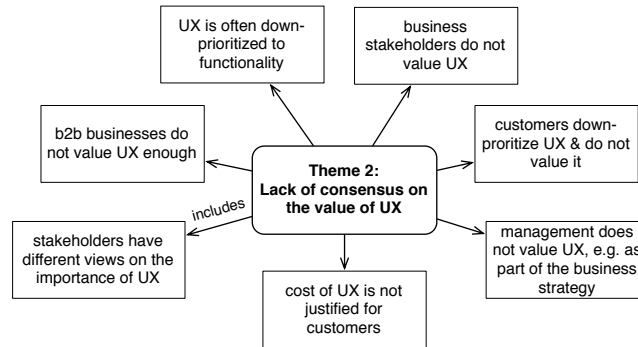 UX is often down-
prioritized to
functionality
business
stakeholders do not
value UX
b2b businesses do
not value UX enough
customers down-
proritize UX & do not
value it
Theme 2:
Lack of consensus on
the value of UX
includes
stakeholders have
different views on the
importance of UX
management does
not value UX, e.g. as
part of the business
strategy
cost of UX is not
justified for
customers